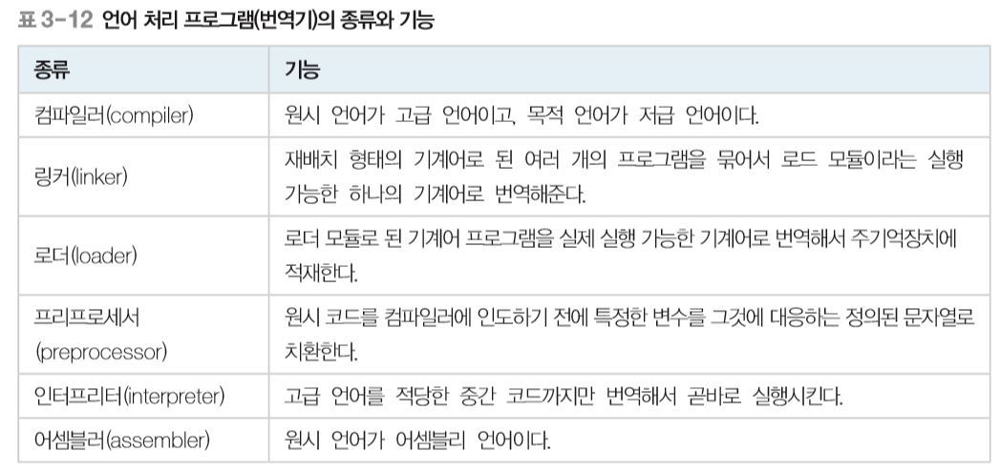 표 3-12 언어 처리 프로그램(번역기)의 종류와 기능
종류
기능
컴파일러(compiler)
원시 언어가 고급 언어이고, 목적 언어가 저급 언어이다.
링커(linker)
재배치 형태의 기계어로 된 여러 개의 프로그램을 묶어서 로드 모듈이라는 실행
가능한 하나의 기계어로 번역해준다.
로더(loader)
로더 모듈로 된 기계어 프로그램을 실제 실행 가능한 기계어로 번역해서 주기억장치에
적재한다.
프리프로세서
(preprocessor)
원시 코드를 컴파일러에 인도하기 전에 특정한 변수를 그것에 대응하는 정의된 문자열로
치환한다.
인터프리터(interpreter)
고급 언어를 적당한 중간 코드까지만 번역해서 곧바로 실행시킨다.
어셈블러(assembler)
원시 언어가 어셈블리 언어이다.